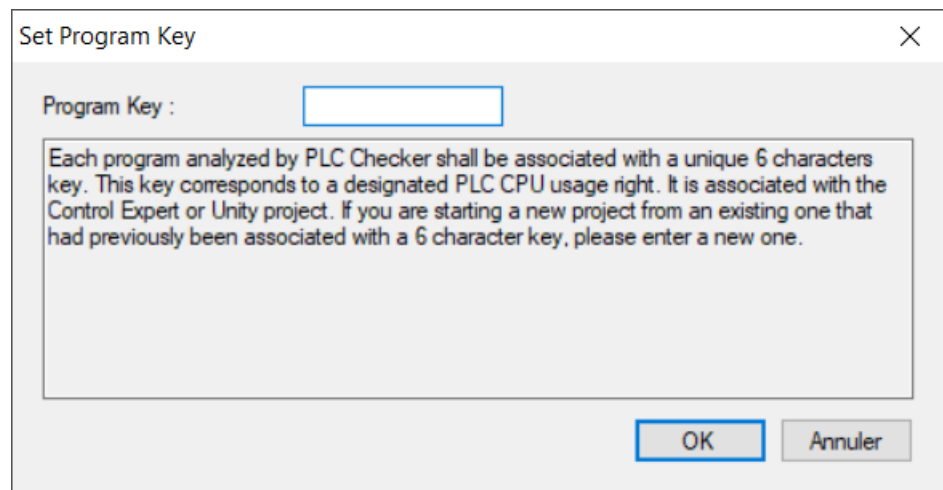 Set Program Key
Program Key :
Each program analyzed by PLC Checker shall be associated with a unique 6 characters
key. This key corresponds to a designated PLC CPU usage right. It is associated with the
Control Expert or Unity project. If you are starting a new project from an existing one that
had previously been associated with a 6 character key, please enter a new one.
OK Annuler